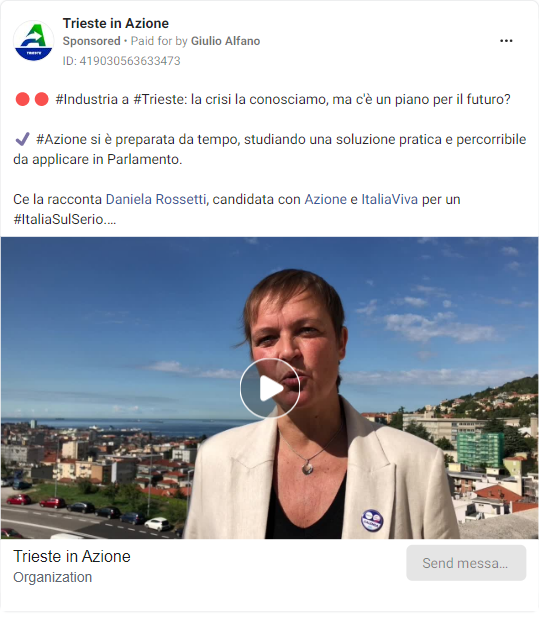 Trieste in Azione
Sponsored • Paid for by Giulio Alfano
ID: 419030563633473
#Industria a #Trieste: la crisi la conosciamo, ma c'è un piano per il futuro?
#Azione si è preparata da tempo, studiando una soluzione pratica e percorribile
da applicare in Parlamento.
Ce la racconta Daniela Rossetti, candidata con Azione e ItaliaViva per un
#ItaliaSulSerio....
Trieste in Azione
Organization
Send messa...